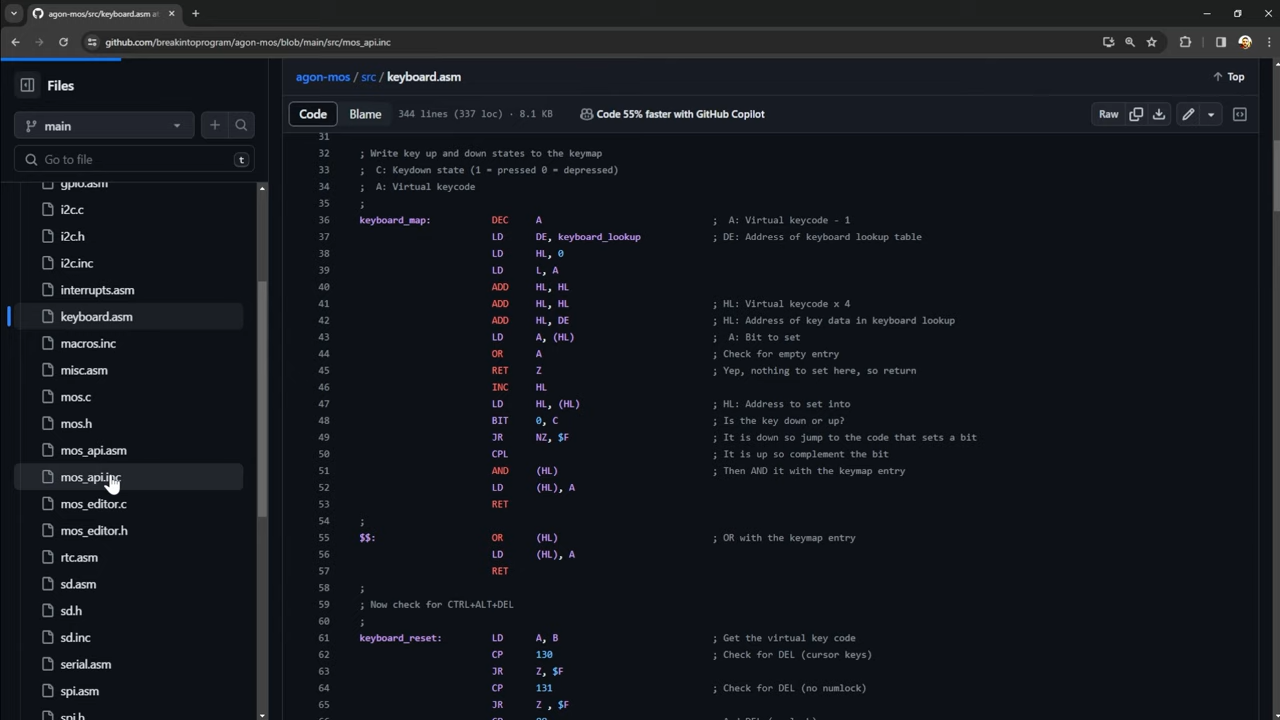 agon-mos/src/keyboard.asm at
github.com/breakintoprogram/agon-mos/blob/main/src/mos_api.inc
Files
main
Go to file
t
gpio.asm
i2c.c
i2c.h
i2c.inc
interrupts.asm
keyboard.asm
macros.inc
misc.asm
mos.c
mos.h
mos_api.asm
mos_api.inc
mos_editor.c
mos_editor.h
rtc.asm
sd.asm
sd.h
sd.inc
serial.asm
spi.asm
spi.h
agon-mos / src / keyboard.asm
Top
Code Blame 344 lines (337 loc) · 8.1 KB Code 55% faster with GitHub Copilot Raw
31
32 ; Write key up and down states to the keymap
33 ; C: Keydown state (1 = pressed 0 = depressed)
34 ; A: Virtual keycode
35 ;
36 keyboard_map: DEC A ; A: Virtual keycode - 1
37 LD DE, keyboard_lookup ; DE: Address of keyboard lookup table
38 LD HL, 0
39 LD L, A
40 ADD HL, HL
41 ADD HL, HL ; HL: Virtual keycode x 4
42 ADD HL, DE ; HL: Address of key data in keyboard lookup
43 LD A, (HL) ; A: Bit to set
44 OR A ; Check for empty entry
45 RET Z ; Yep, nothing to set here, so return
46 INC HL
47 LD HL, (HL) ; HL: Address to set into
48 BIT 0, C ; Is the key down or up?
49 JR NZ, $F ; It is down so jump to the code that sets a bit
50 CPL ; It is up so complement the bit
51 AND (HL) ; Then AND it with the keymap entry
52 LD (HL), A
53 RET
54 ;
55 $$: OR (HL) ; OR with the keymap entry
56 LD (HL), A
57 RET
58 ;
59 ; Now check for CTRL+ALT+DEL
60 ;
61 keyboard_reset: LD A, B ; Get the virtual key code
62 CP 130 ; Check for DEL (cursor keys)
63 JR Z, $F
64 CP 131 ; Check for DEL (no numlock)
65 JR Z, $F